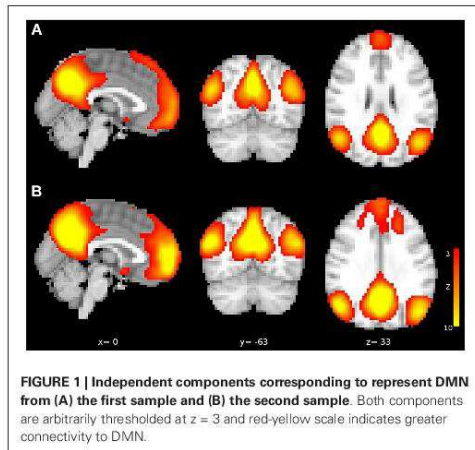 A
B
3
Z
10
x= 0
y= -63
z= 33
FIGURE 1 | Independent components corresponding to represent DMN
from (A) the first sample and (B) the second sample. Both components
are arbitrarily thresholded at z = 3 and red-yellow scale indicates greater
connectivity to DMN.